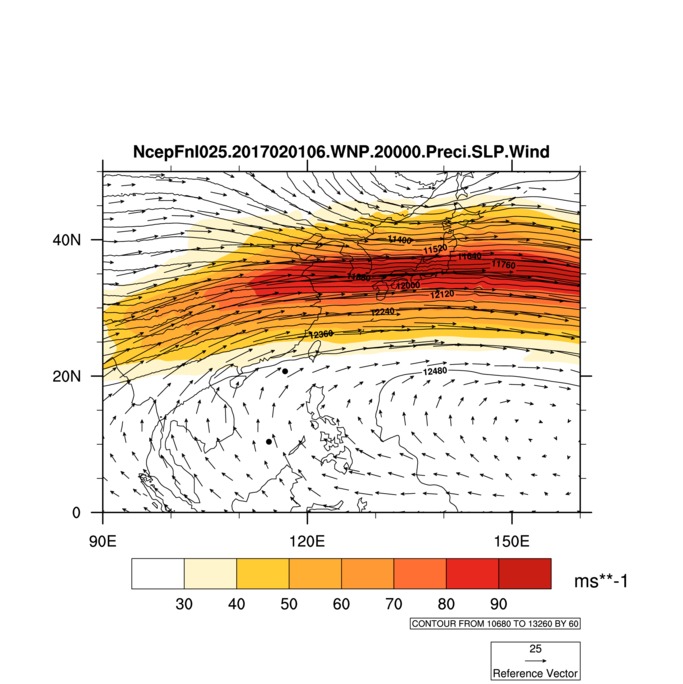 NcepFnl025.2017020106.WNP.20000.Preci.SLP.Wind
40N
20N
0
90E
120E
150E
11400
11520
11640
11760
11880
12000
12120
12240
12360
12480
30 40 50 60 70 80 90
ms**-1
CONTOUR FROM 10680 TO 13260 BY 60
25
Reference Vector